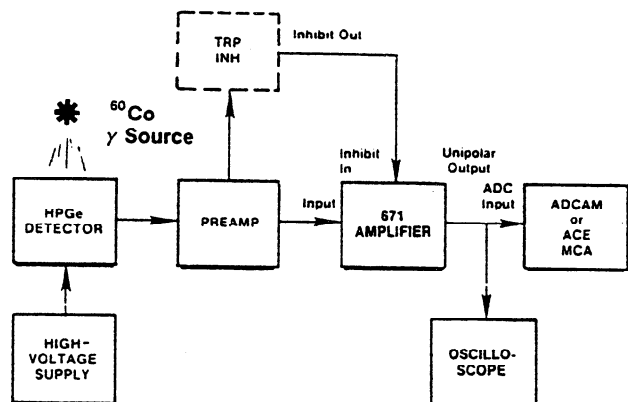 TRP
INH
Inhibit Out
60Co
γ Source
Inhibit
In
Unipolar
Output
ADC
Input
HPGe
DETECTOR
PREAMP
Input
671
AMPLIFIER
ADCAM
or
ACE
MCA
HIGH-
VOLTAGE
SUPPLY
OSCILLO-
SCOPE